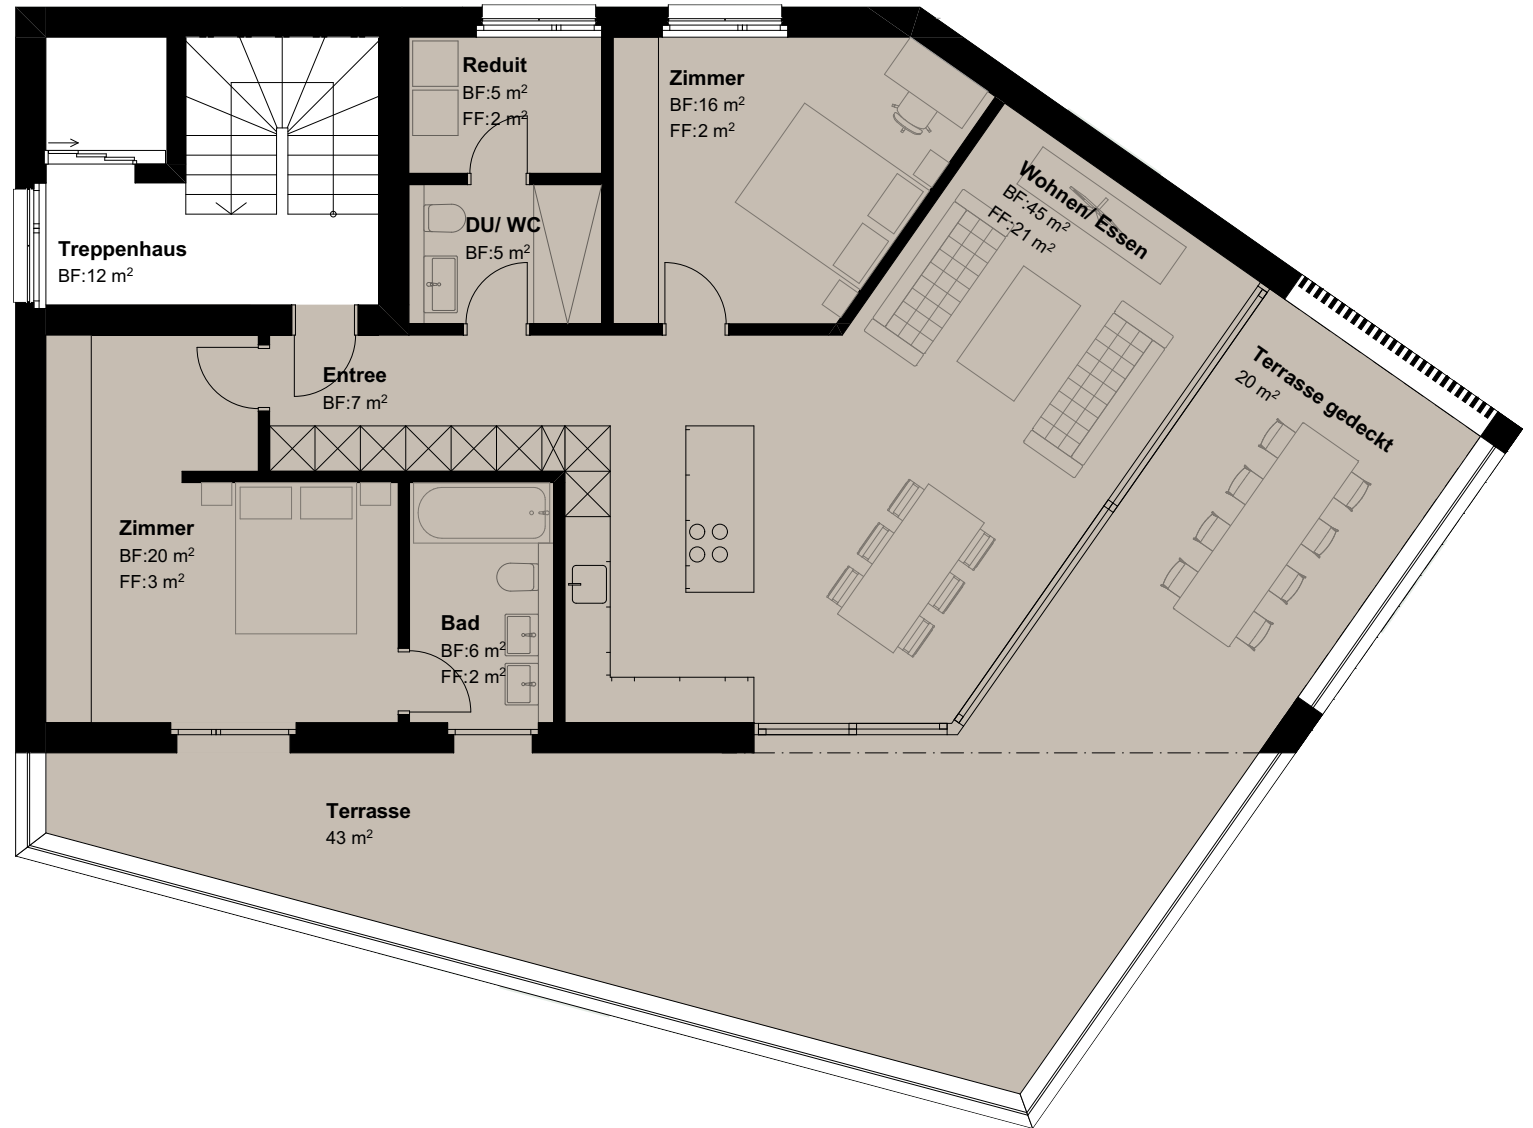 Reduit
BF:5 m²
FF:2 m²
Zimmer
BF:16 m²
FF:2 m²
Wohnen/ Essen
BF:45 m²
FF:21 m²
DU/ WC
BF:5 m²
Treppenhaus
BF:12 m²
Entree
BF:7 m²
Terrasse gedeckt
20 m²
Zimmer
BF:20 m²
FF:3 m²
Bad
BF:6 m²
FF:2 m²
Terrasse
43 m²